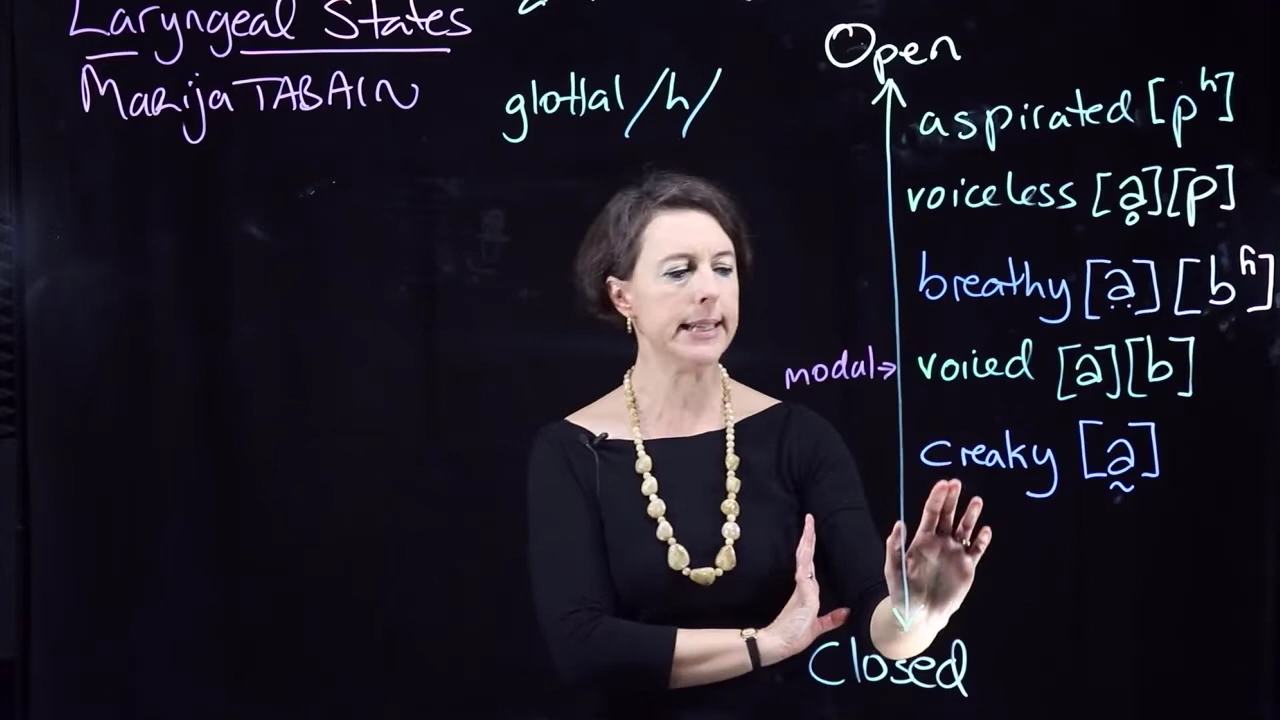 Laryngeal States
Marija TABAIN
glottal /h/
Open
aspirated [pʰ]
voiceless [ḁ][p]
breathy [a̤][bʱ]
modal→ voiced [a][b]
creaky [a̰]
Closed